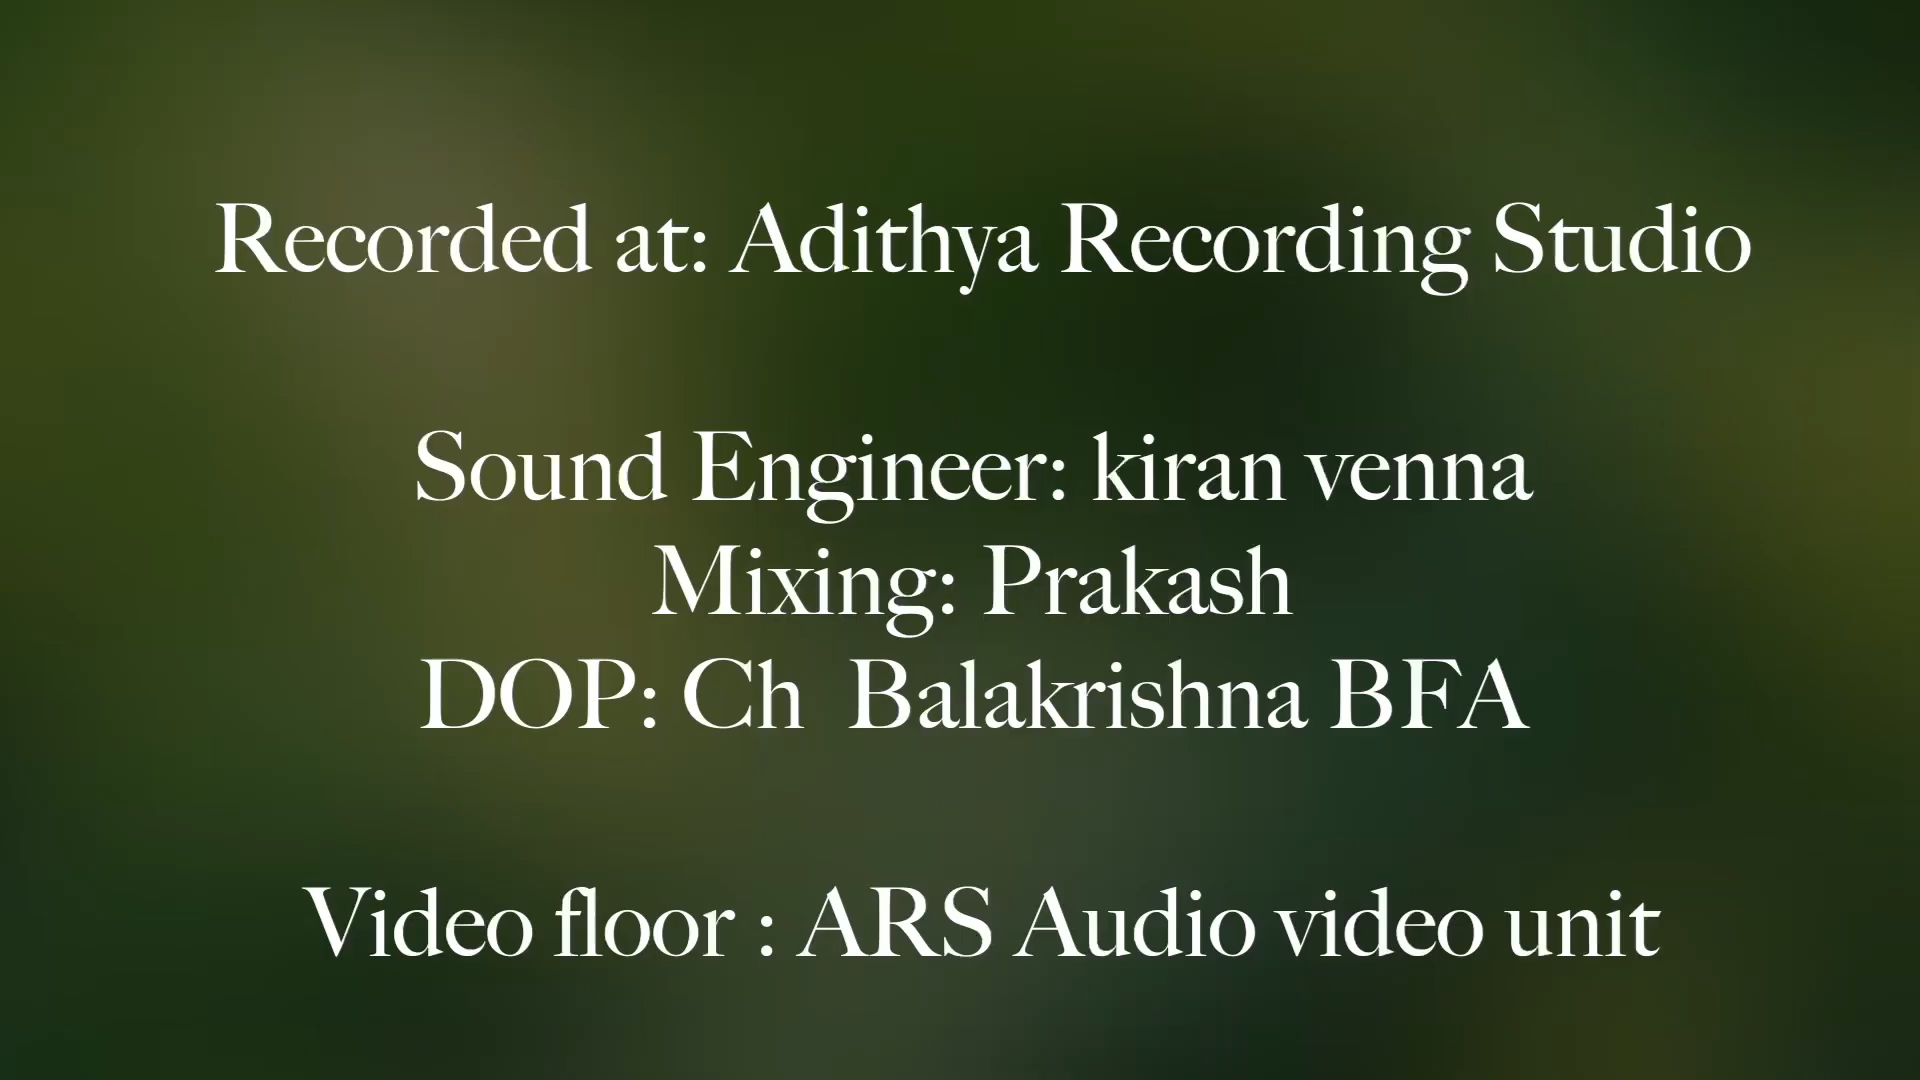 Recorded at: Adithya Recording Studio
Sound Engineer: kiran venna
Mixing: Prakash
DOP: Ch  Balakrishna BFA
Video floor : ARS Audio video unit